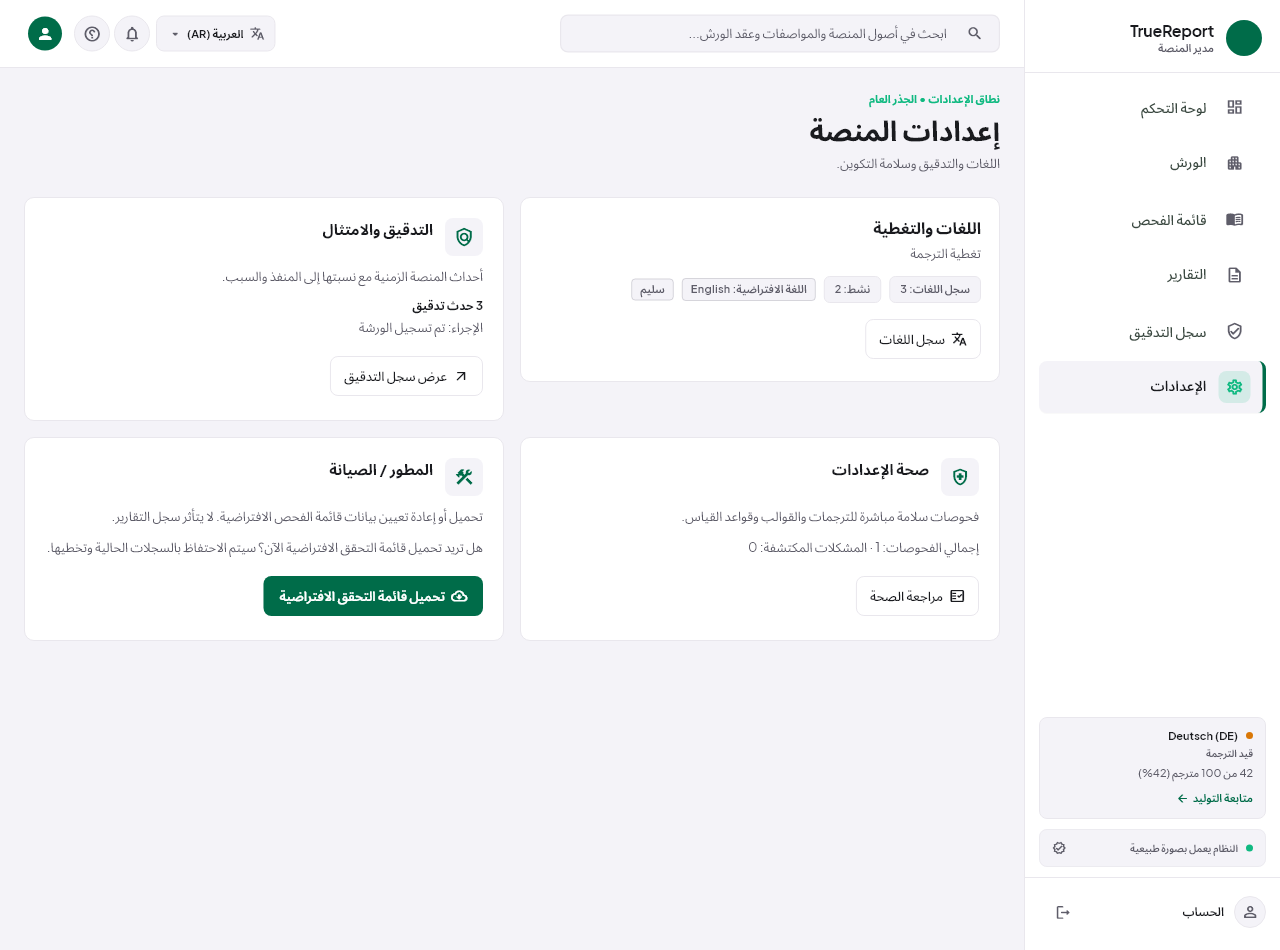 TrueReport
مدير المنصة
لوحة التحكم
الورش
قائمة الفحص
التقارير
سجل التدقيق
الإعدادات
Deutsch (DE)
قيد الترجمة
42 من 100 مترجم (42%)
متابعة التوليد
النظام يعمل بصورة طبيعية
الحساب
ابحث في أصول المنصة والمواصفات وعقد الورش...
العربية (AR)
نطاق الإعدادات • الجذر العام
إعدادات المنصة
اللغات والتدقيق وسلامة التكوين.
اللغات والتغطية
تغطية الترجمة
سجل اللغات: 3
نشط: 2
اللغة الافتراضية: English
سليم
سجل اللغات
التدقيق والامتثال
أحداث المنصة الزمنية مع نسبتها إلى المنفذ والسبب.
3 حدث تدقيق
الإجراء: تم تسجيل الورشة
عرض سجل التدقيق
صحة الإعدادات
فحوصات سلامة مباشرة للترجمات والقوالب وقواعد القياس.
إجمالي الفحوصات: 1 · المشكلات المكتشفة: 0
مراجعة الصحة
المطور / الصيانة
تحميل أو إعادة تعيين بيانات قائمة الفحص الافتراضية. لا يتأثر سجل التقارير.
هل تريد تحميل قائمة التحقق الافتراضية الآن؟ سيتم الاحتفاظ بالسجلات الحالية وتخطيها.
تحميل قائمة التحقق الافتراضية